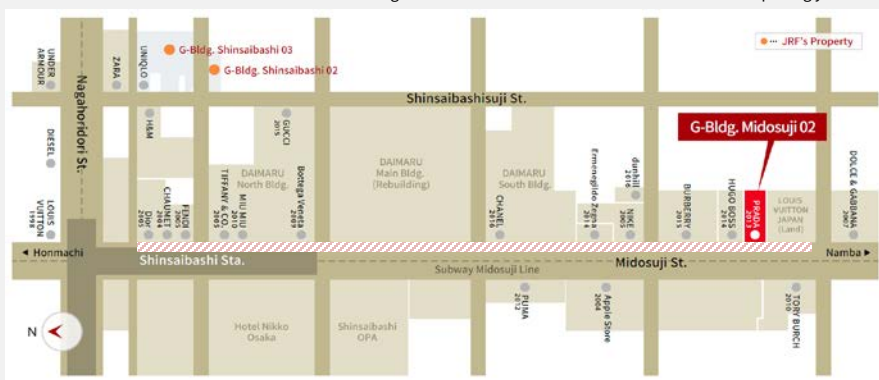 G-Bldg. Shinsaibashi 03
G-Bldg. Shinsaibashi 02
●… JRF's Property
UNDER
ARMOUR
ZARA
UNIQLO
Nagahoridori St.
Shinsaibashisuji St.
G-Bldg. Midosuji 02
DIESEL
H&M
GUCCI
2015
DAIMARU
North Bldg.
DAIMARU
Main Bldg.
(Rebuilding)
DAIMARU
South Bldg.
dunhill
2016
DOLCE & GABBANA
2007
LOUIS
VUITTON
1998
Dior
2005
CHAUMET
2004
FENDI
2005
TIFFANY & CO.
2005
MIU MIU
2010
Bottega Veneta
2009
CHANEL
2016
Ermenegildo Zegna
2014
NIKE
2005
BURBERRY
2015
HUGO BOSS
2014
PRADA
2013
LOUIS
VUITTON
JAPAN
(Land)
◄ Honmachi
Shinsaibashi Sta.
Subway Midosuji Line
Midosuji St.
Namba ►
N
Hotel Nikko
Osaka
Shinsaibashi
OPA
PUMA
2012
Apple Store
2004
TORY BURCH
2010